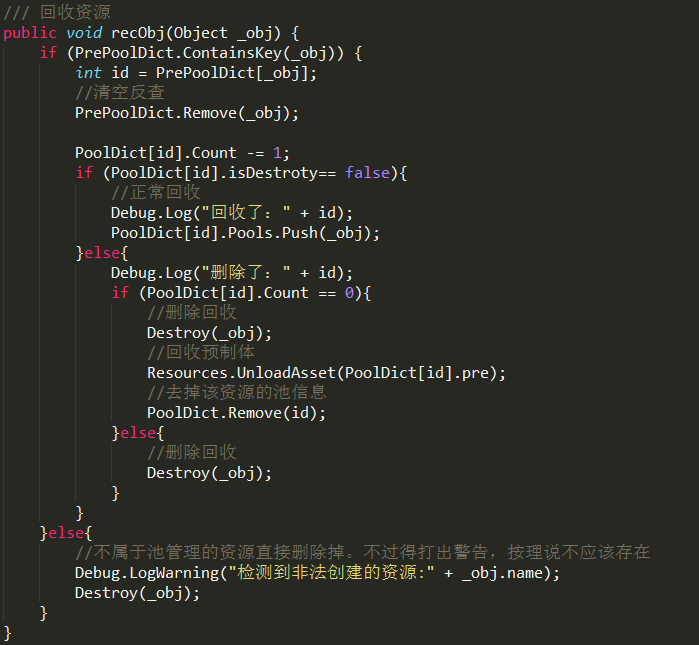 /// 回收资源
public void recObj(Object _obj) {
    if (PrePoolDict.ContainsKey(_obj)) {
        int id = PrePoolDict[_obj];
        //清空反查
        PrePoolDict.Remove(_obj);

        PoolDict[id].Count -= 1;
        if (PoolDict[id].isDestroty== false){
            //正常回收
            Debug.Log("回收了：" + id);
            PoolDict[id].Pools.Push(_obj);
        }else{
            Debug.Log("删除了：" + id);
            if (PoolDict[id].Count == 0){
                //删除回收
                Destroy(_obj);
                //回收预制体
                Resources.UnloadAsset(PoolDict[id].pre);
                //去掉该资源的池信息
                PoolDict.Remove(id);
            }else{
                //删除回收
                Destroy(_obj);
            }
        }
    }else{
        //不属于池管理的资源直接删除掉。不过得打出警告，按理说不应该存在
        Debug.LogWarning("检测到非法创建的资源:" + _obj.name);
        Destroy(_obj);
    }
}